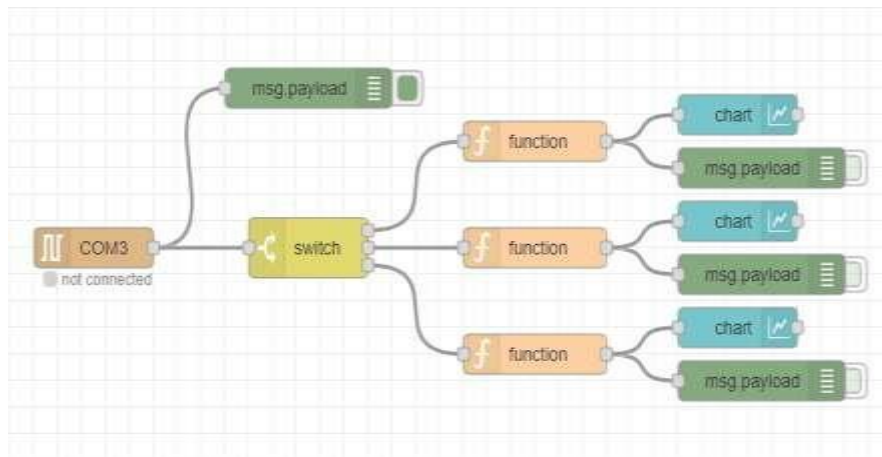 msg.payload
chart
function
msg.payload
COM3
switch
not connected
chart
function
msg.payload
chart
function
msg.payload